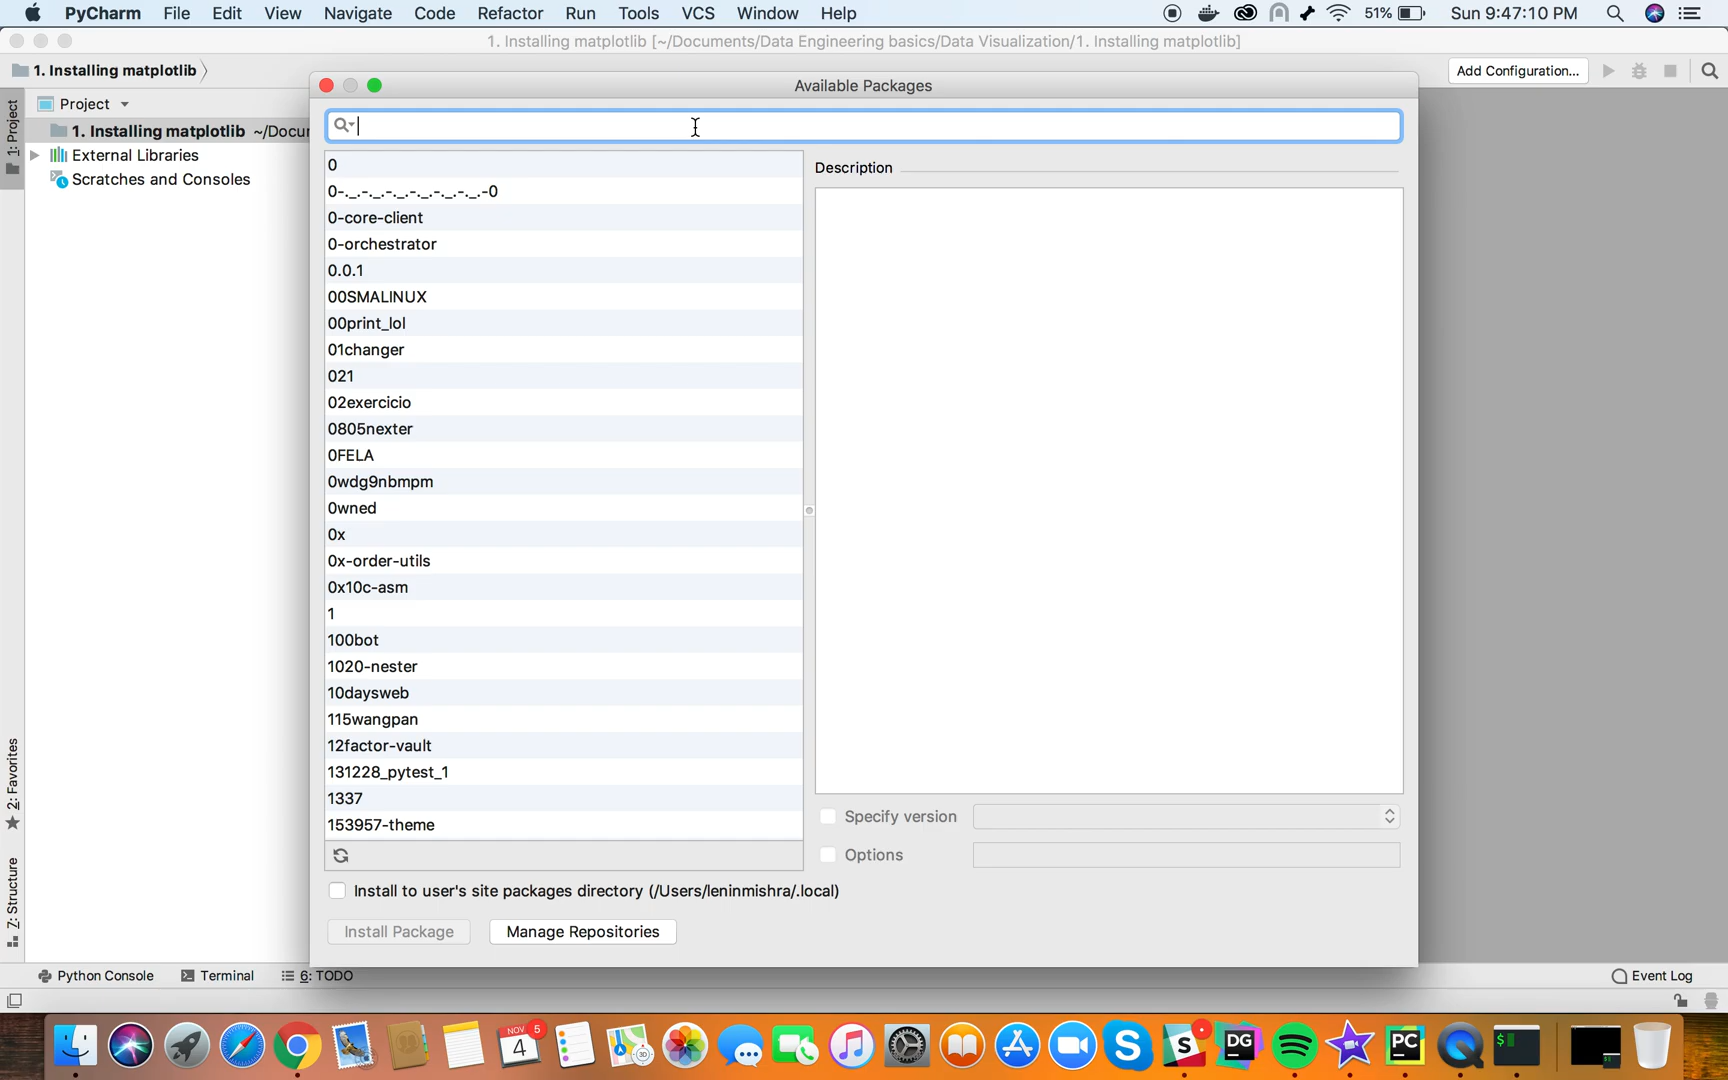 PyCharm File Edit View Navigate Code Refactor Run Tools VCS Window Help 51% Sun 9:47:10 PM
1. Installing matplotlib [~/Documents/Data Engineering basics/Data Visualization/1. Installing matplotlib]
1. Installing matplotlib
Add Configuration...
Available Packages
1: Project
Project
1. Installing matplotlib ~/Docu
External Libraries
Scratches and Consoles
0
0-._.-._.-._.-._.-._.-._.-0
0-core-client
0-orchestrator
0.0.1
00SMALINUX
00print_lol
01changer
021
02exercicio
0805nexter
0FELA
0wdg9nbmpm
0wned
0x
0x-order-utils
0x10c-asm
1
100bot
1020-nester
10daysweb
115wangpan
12factor-vault
131228_pytest_1
1337
153957-theme
Description
Specify version
Options
Install to user's site packages directory (/Users/leninmishra/.local)
Install Package
Manage Repositories
2: Favorites
Z: Structure
Python Console
Terminal
6: TODO
Event Log
NOV
4
5
3D
S
S
DG
PC
$